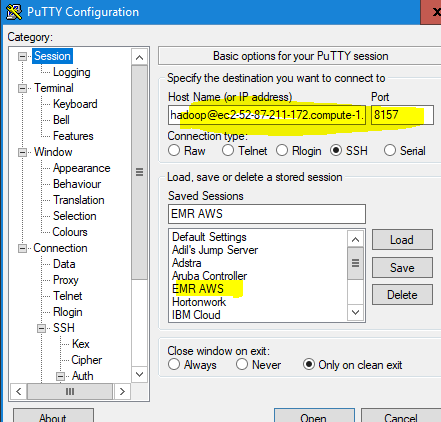 PuTTY Configuration
Category:
Session
Logging
Terminal
Keyboard
Bell
Features
Window
Appearance
Behaviour
Translation
Selection
Colours
Connection
Data
Proxy
Telnet
Rlogin
SSH
Kex
Cipher
Auth
Basic options for your PuTTY session
Specify the destination you want to connect to
Host Name (or IP address) Port
hadoop@ec2-52-87-211-172.compute-1. 8157
Connection type:
Raw Telnet Rlogin SSH Serial
Load, save or delete a stored session
Saved Sessions
EMR AWS
Default Settings
Adil's Jump Server
Adstra
Aruba Controller
EMR AWS
Hortonwork
IBM Cloud
Load
Save
Delete
Close window on exit:
Always Never Only on clean exit
About Open Cancel